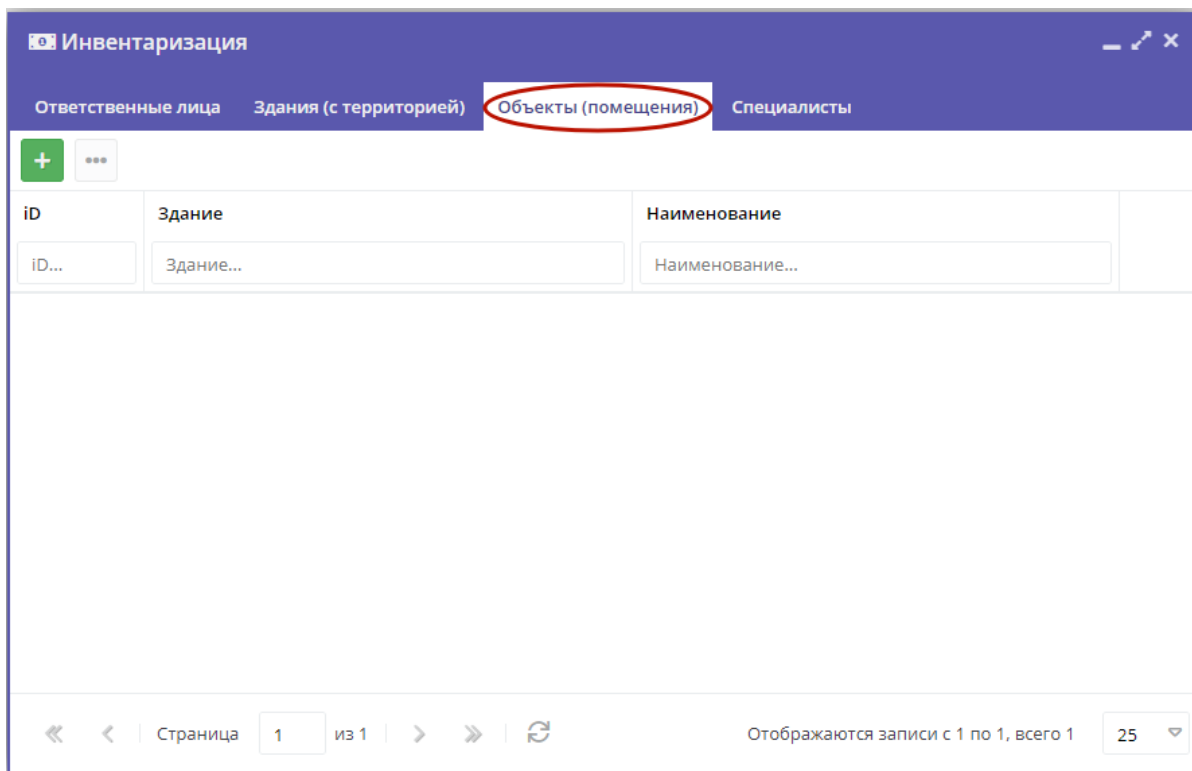 Инвентаризация
Ответственные лица Здания (с территорией) Объекты (помещения) Специалисты
iD Здание Наименование
iD... Здание... Наименование...
Страница 1 из 1 Отображаются записи с 1 по 1, всего 1 25